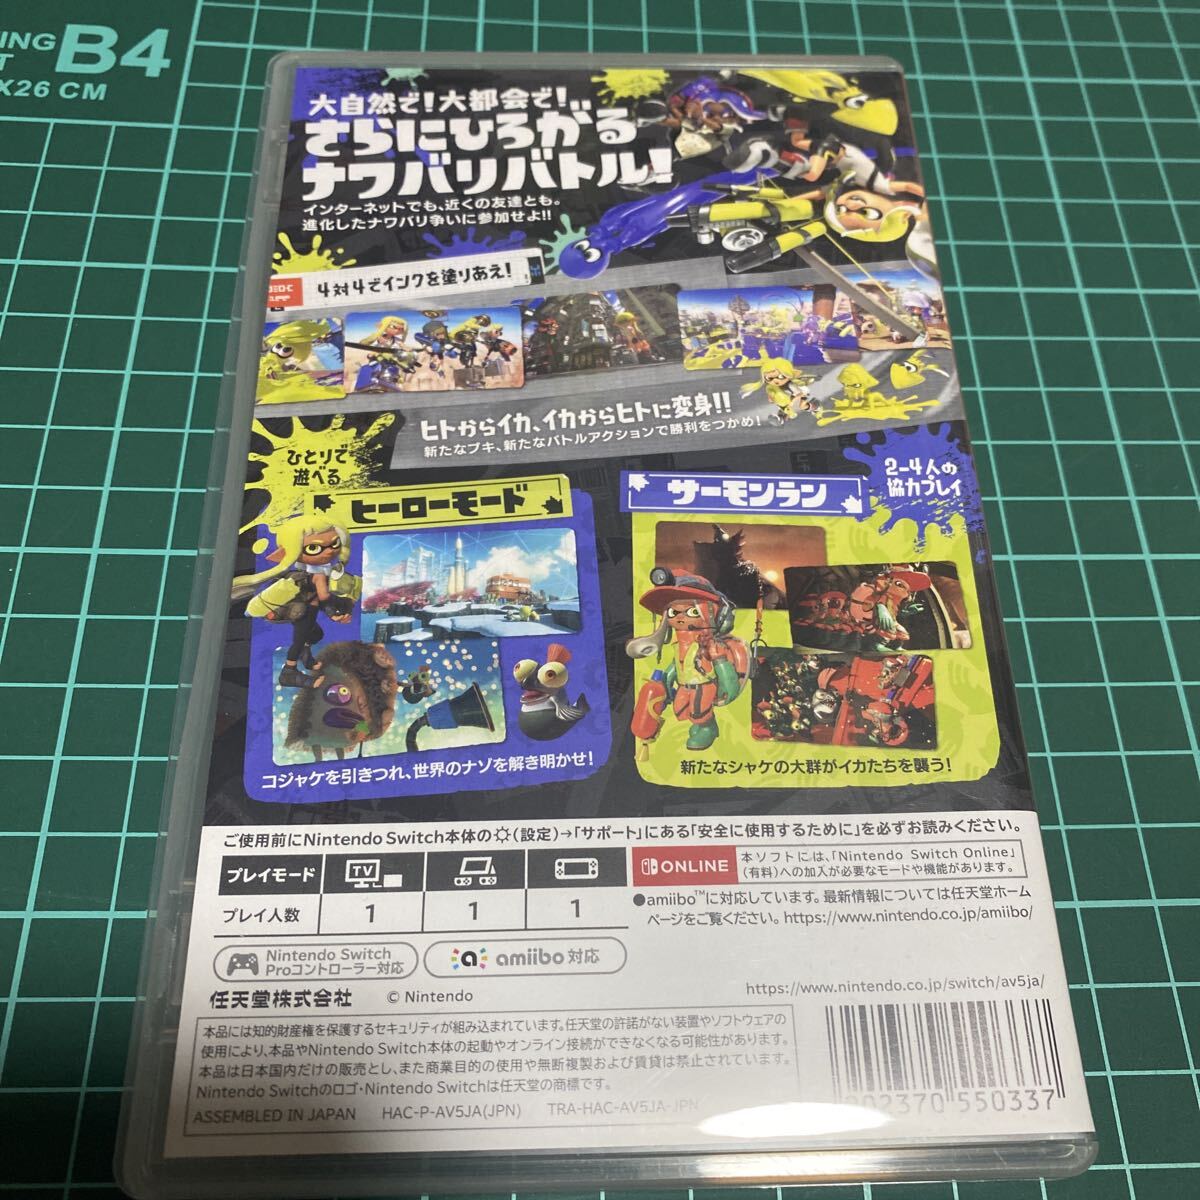 B4
X26 CM
大自然で!大都会で!
さらにひろがる
ナワバリバトル!
インターネットでも、近くの友達とも。
進化したナワバリ争いに参加せよ!!
4対4でインクを塗りあえ!
ヒトからイカ、イカからヒトに変身!!
新たなブキ、新たなバトルアクションで勝利をつかめ!
ひとりで
遊べる
ヒーローモード
コジャケを引きつれ、世界のナゾを解き明かせ!
2-4人の
協力プレイ
サーモンラン
新たなシャケの大群がイカたちを襲う!
ご使用前にNintendo Switch本体の(設定)→「サポート」にある「安全に使用するために」を必ずお読みください。
プレイモード TV
プレイ人数 1 1 1
ONLINE
本ソフトには、「Nintendo Switch Online」
(有料)への加入が必要なモードや機能があります。
●amiibo™に対応しています。最新情報については任天堂ホーム
ページをご覧ください。https://www.nintendo.co.jp/amiibo/
Nintendo Switch
Proコントローラー対応
amiibo 対応
任天堂株式会社 © Nintendo
https://www.nintendo.co.jp/switch/av5ja/
本品には知的財産権を保護するセキュリティが組み込まれています。任天堂の許諾がない装置やソフトウェアの
使用により、本品やNintendo Switch本体の起動やオンライン接続ができなくなる可能性があります。
本品は日本国内だけの販売とし、また商業目的の使用や無断複製および賃貸は禁止されています。
Nintendo Switchのロゴ・Nintendo Switchは任天堂の商標です。
ASSEMBLED IN JAPAN HAC-P-AV5JA(JPN) TRA-HAC-AV5JA-JPN
902370 550337